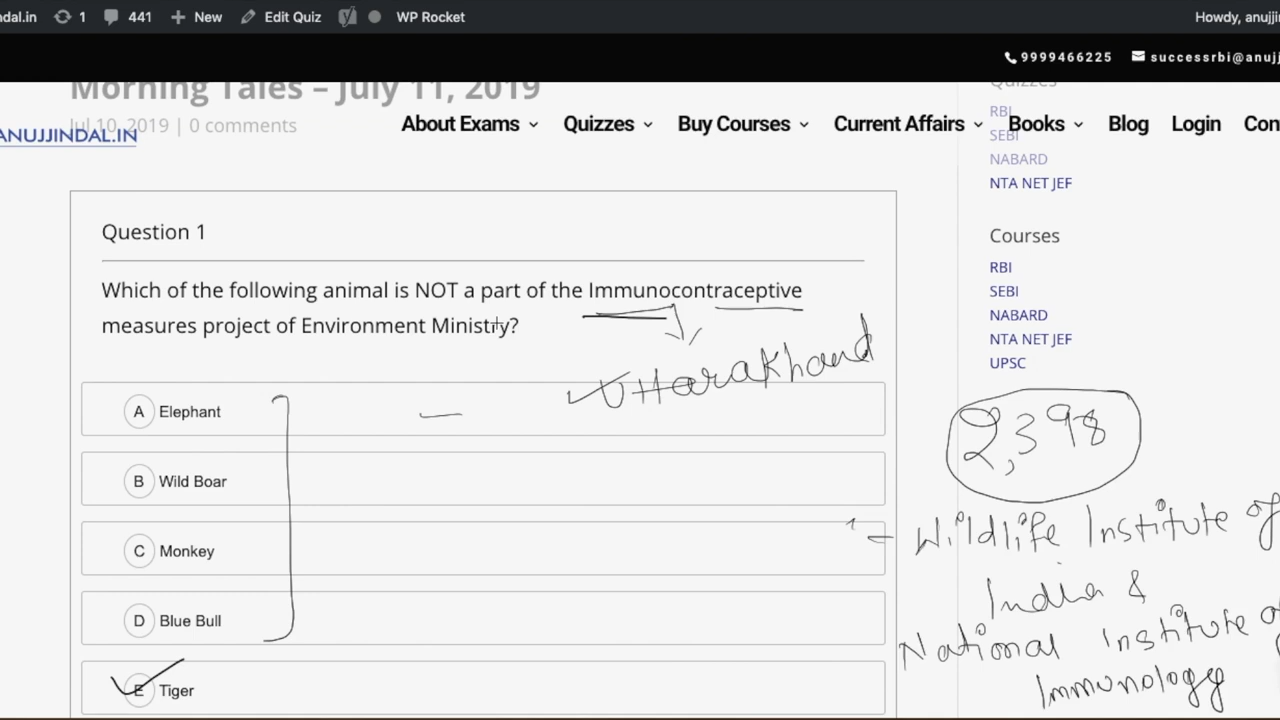 dal.in 1 441 + New Edit Quiz WP Rocket Howdy, anujji
9999466225 successrbi@anujj
Morning Tales – July 11, 2019
Quizzes
Jul 10, 2019 | 0 comments
ANUJJINDAL.IN
About Exams Quizzes Buy Courses Current Affairs Books Blog Login Con
RBI
SEBI
NABARD
NTA NET JEF
Question 1
Which of the following animal is NOT a part of the Immunocontraceptive
measures project of Environment Ministry?
Uttarakhand
A Elephant
B Wild Boar
C Monkey
D Blue Bull
E Tiger
Courses
RBI
SEBI
NABARD
NTA NET JEF
UPSC
2,398
Wildlife Institute of
India &
National Institute of
Immunology